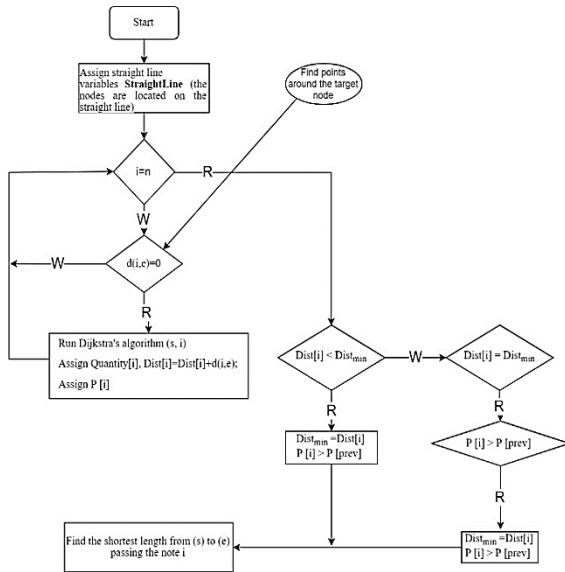 Start
Assign straight line
variables StraightLine (the
nodes are located on the
straight line)
Find points
around the target
node
i=n
R
W
d(i,e)=0
W
R
Run Dijkstra's algorithm (s, i)
Assign Quantity[i], Dist[i]=Dist[i]+d(i,e);
Assign P [i]
Dist[i] < Distmin
W
Dist[i] = Distmin
R
R
Distmin =Dist[i]
P [i] > P [prev]
P [i] > P [prev]
R
Find the shortest length from (s) to (e)
passing the note i
Distmin =Dist[i]
P [i] > P [prev]